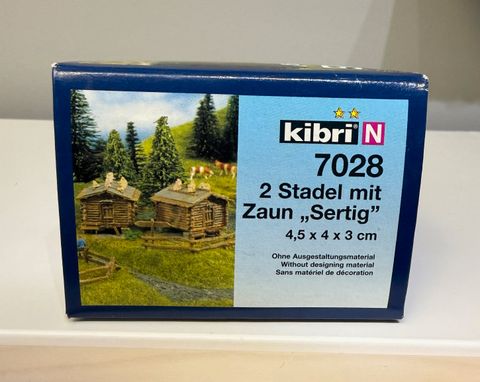 kibri N
7028
2 Stadel mit
Zaun „Sertig”
4,5 x 4 x 3 cm
Ohne Ausgestaltungsmaterial
Without designing material
Sans matériel de décoration